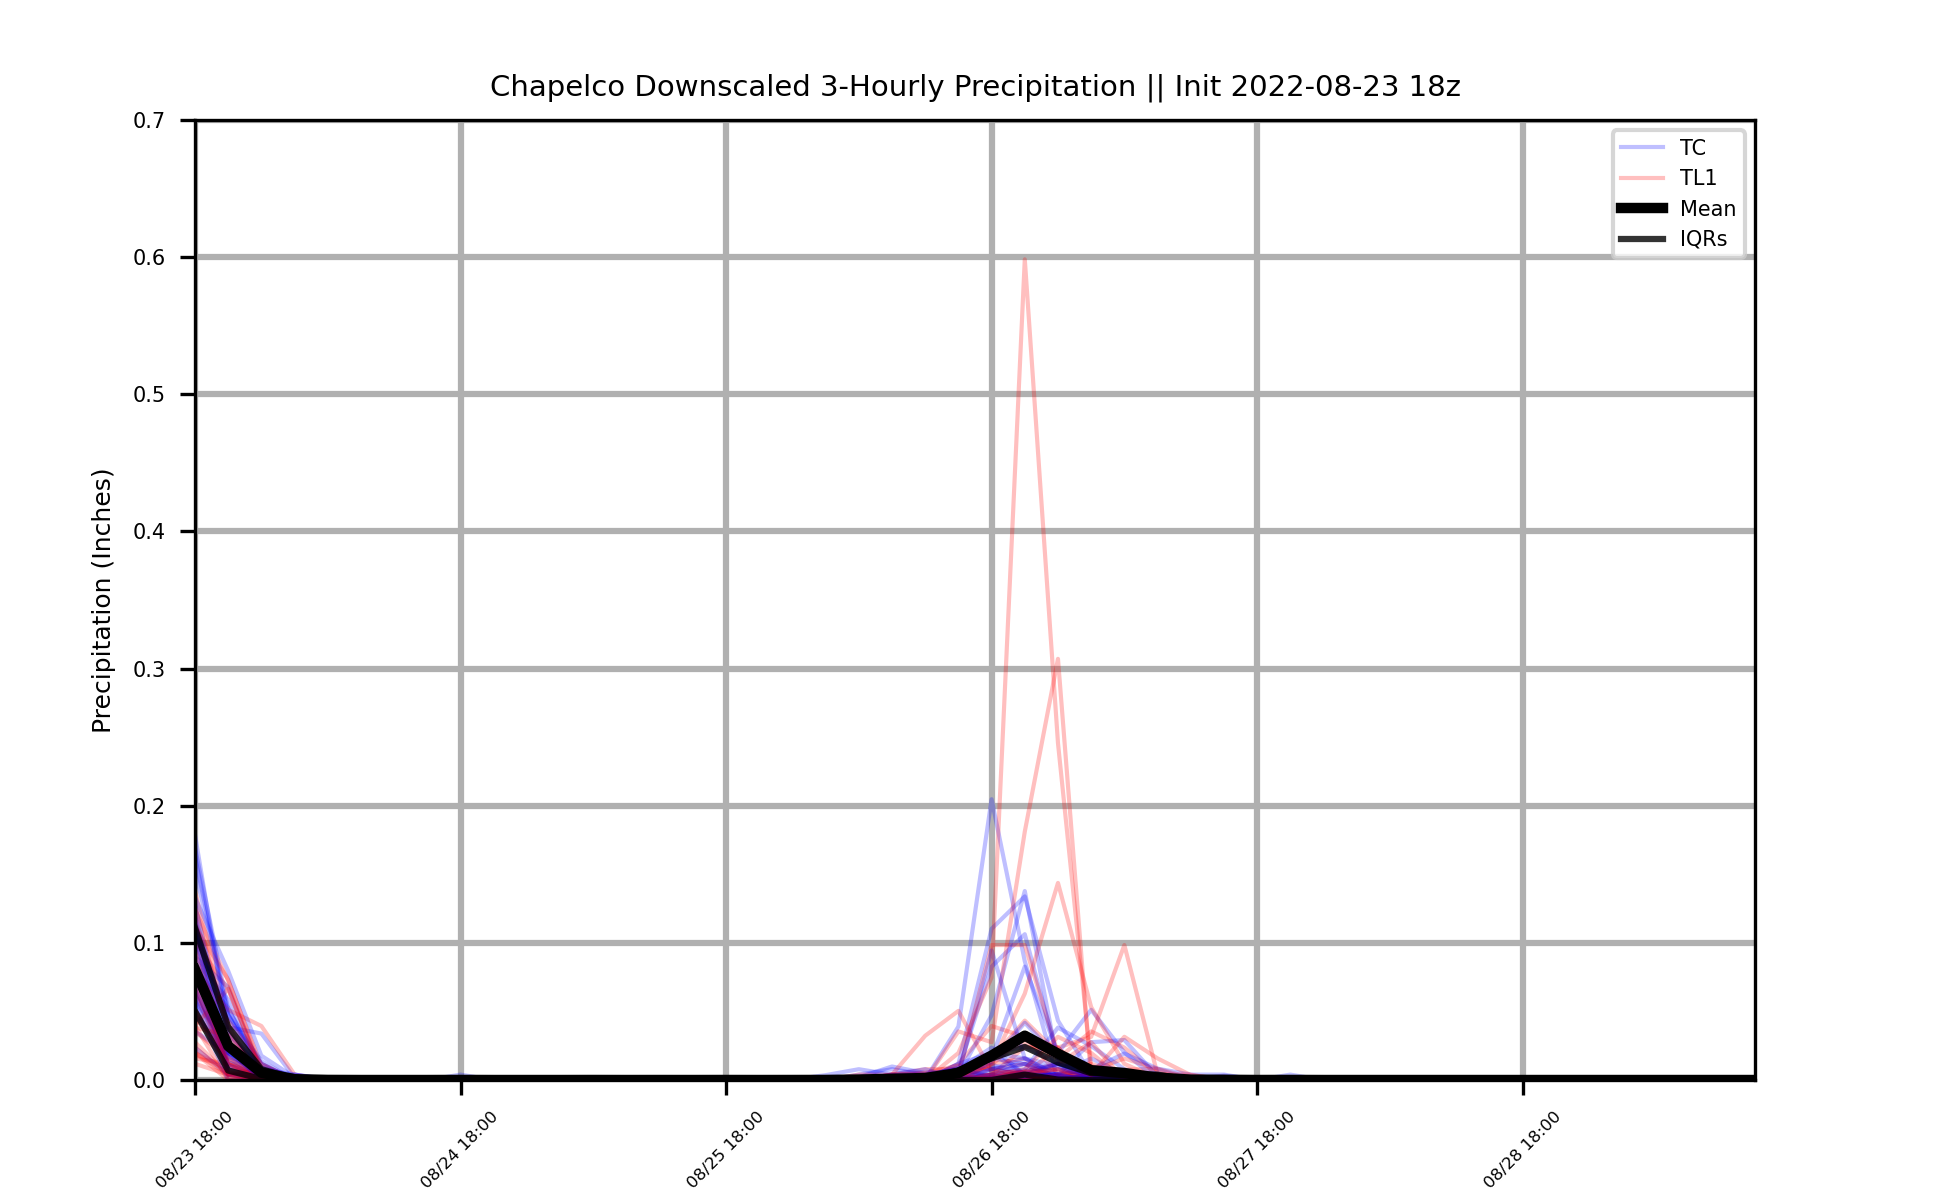 Chapelco Downscaled 3-Hourly Precipitation || Init 2022-08-23 18z
TC
TL1
Mean
IQRs
Precipitation (Inches)
0.7
0.6
0.5
0.4
0.3
0.2
0.1
0.0
08/23 18:00
08/24 18:00
08/25 18:00
08/26 18:00
08/27 18:00
08/28 18:00